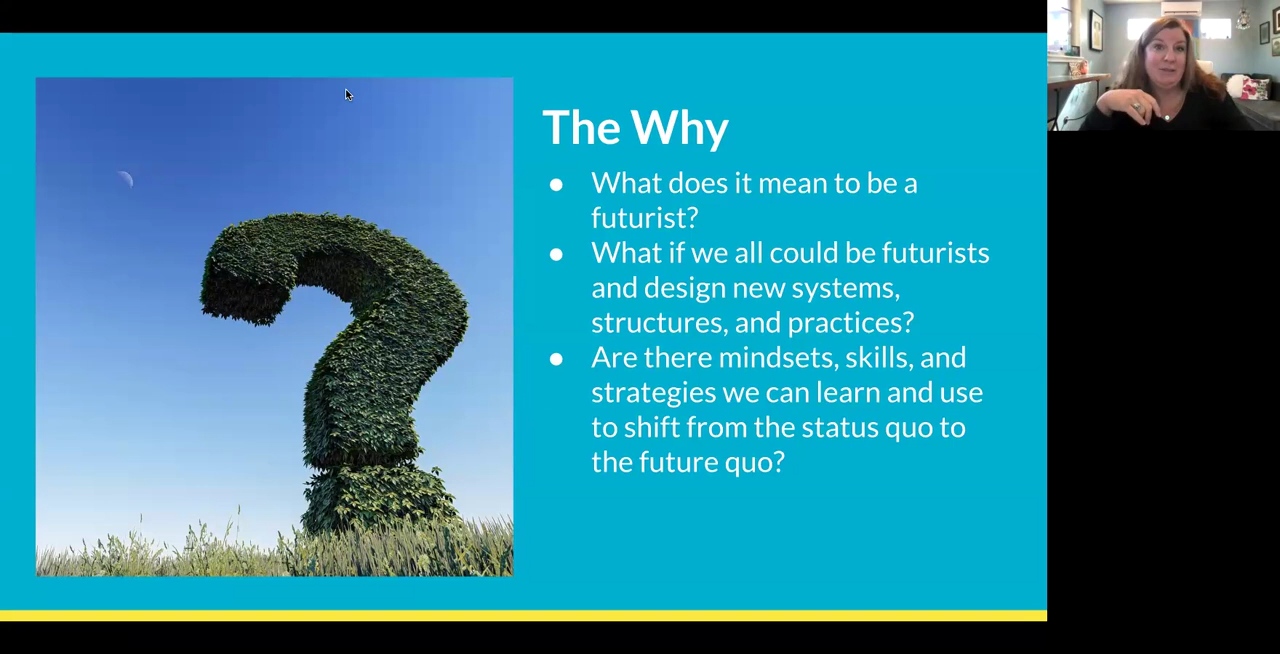 The Why
● What does it mean to be a
futurist?
● What if we all could be futurists
and design new systems,
structures, and practices?
● Are there mindsets, skills, and
strategies we can learn and use
to shift from the status quo to
the future quo?